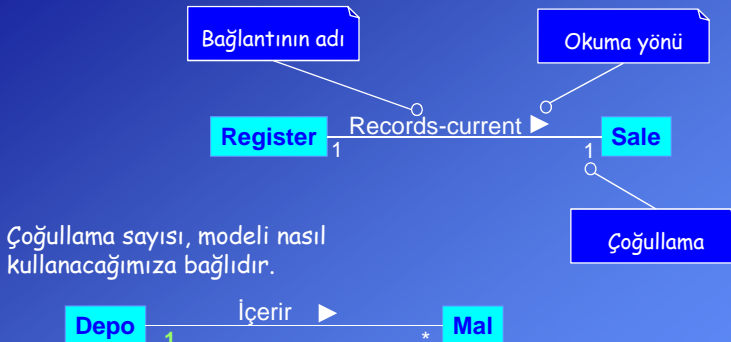 Bağlantının adı
Okuma yönü
Register 1 Records-current ► 1 Sale
Çoğullama
Çoğullama sayısı, modeli nasıl
kullanacağımıza bağlıdır.
Depo 1 İçerir ► * Mal